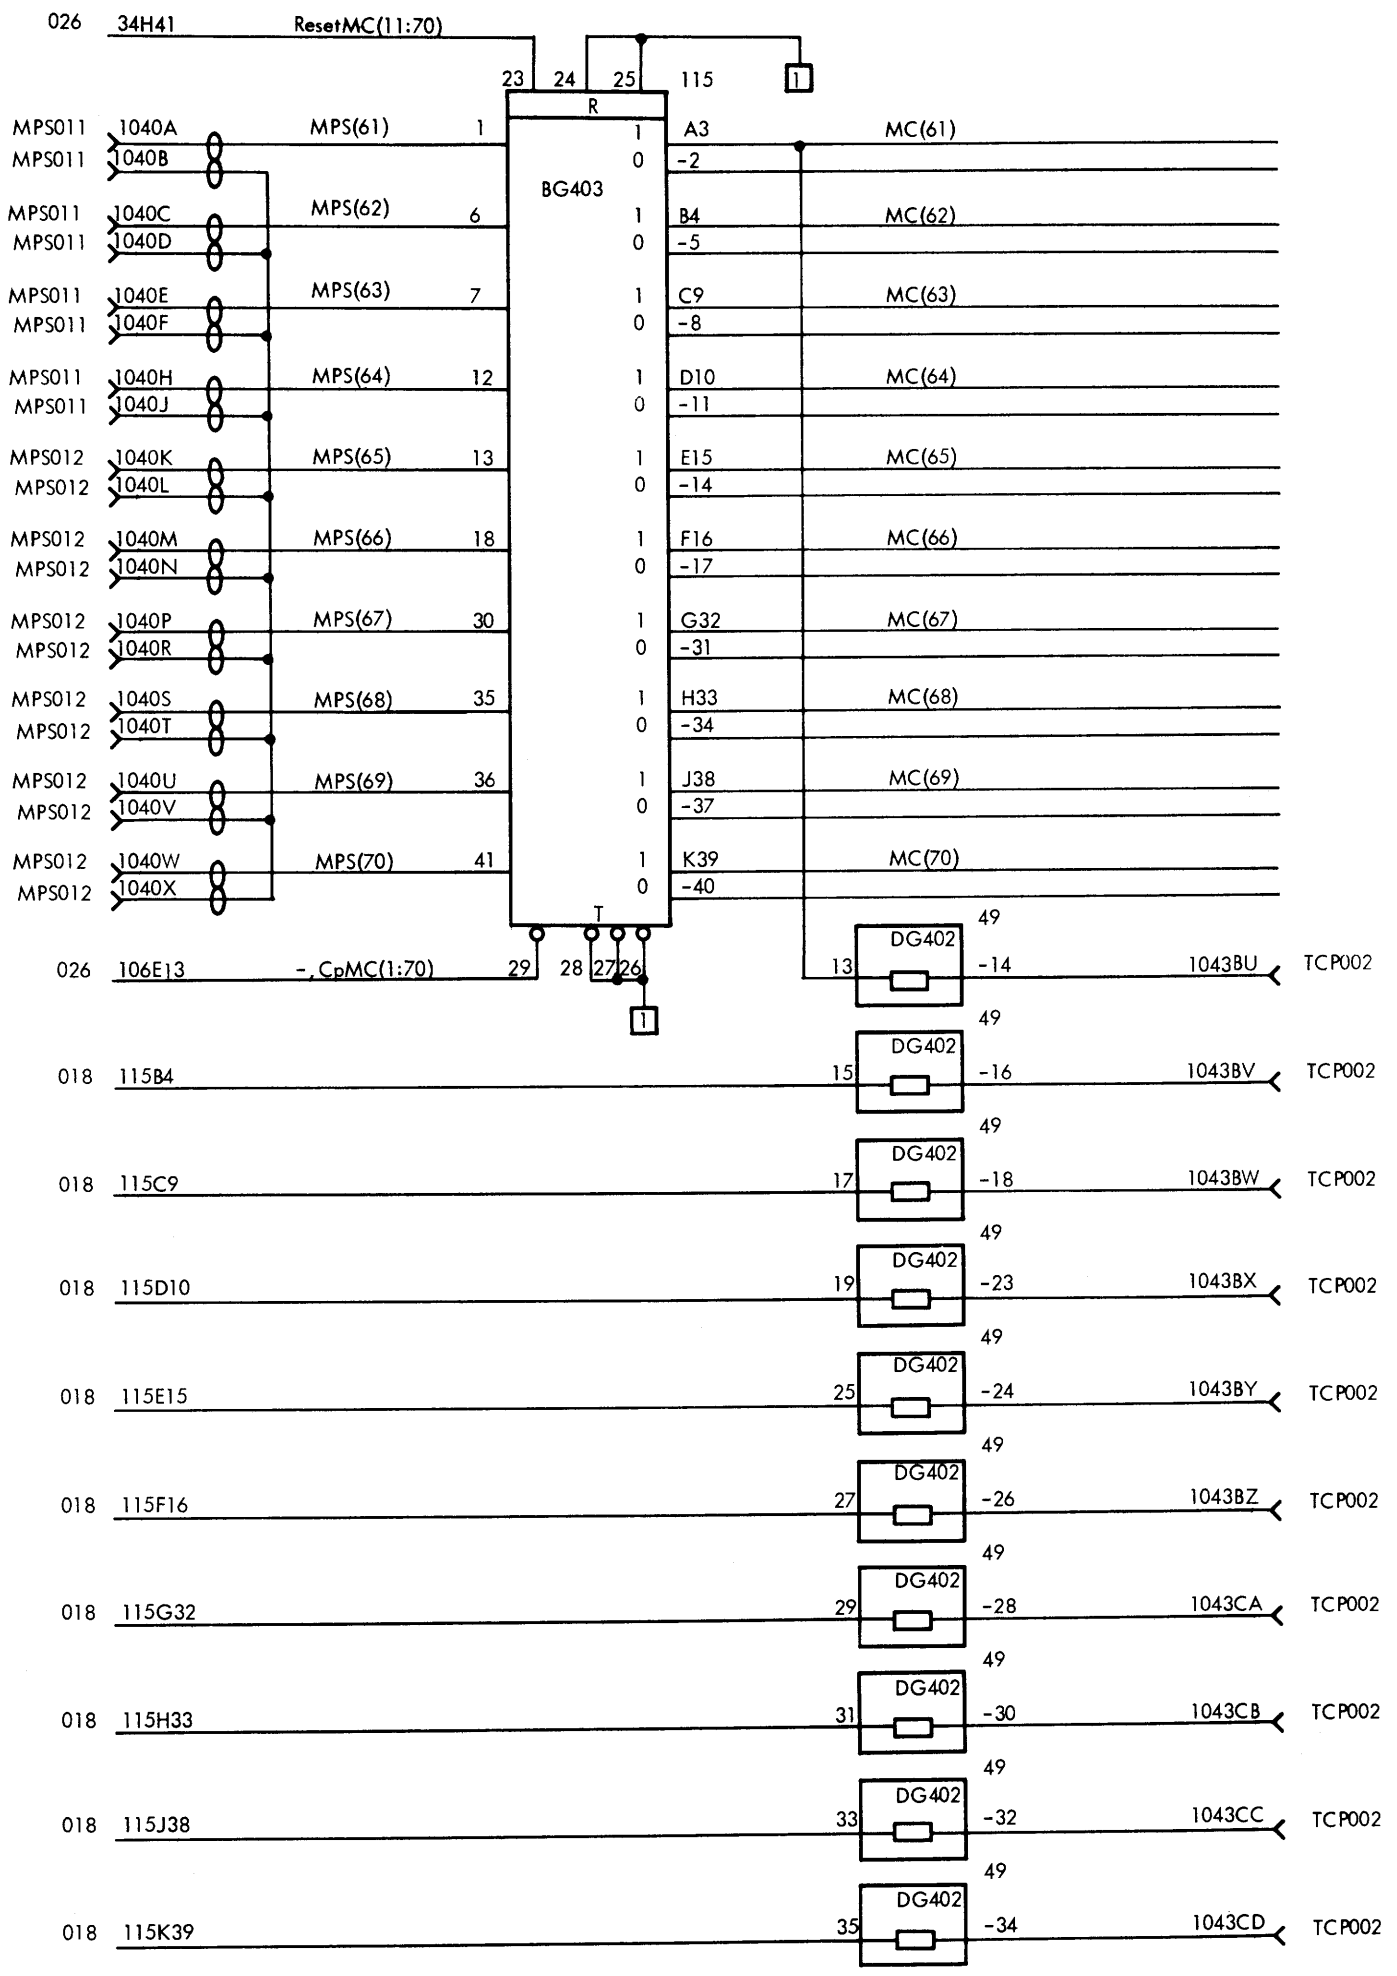 026 34H41 ResetMC(11:70)
23 24 25 115 1
R
MPS011 1040A MPS(61) 1 1 A3 MC(61)
MPS011 1040B 0 -2
BG403
MPS011 1040C MPS(62) 6 1 B4 MC(62)
MPS011 1040D 0 -5
MPS011 1040E MPS(63) 7 1 C9 MC(63)
MPS011 1040F 0 -8
MPS011 1040H MPS(64) 12 1 D10 MC(64)
MPS011 1040J 0 -11
MPS012 1040K MPS(65) 13 1 E15 MC(65)
MPS012 1040L 0 -14
MPS012 1040M MPS(66) 18 1 F16 MC(66)
MPS012 1040N 0 -17
MPS012 1040P MPS(67) 30 1 G32 MC(67)
MPS012 1040R 0 -31
MPS012 1040S MPS(68) 35 1 H33 MC(68)
MPS012 1040T 0 -34
MPS012 1040U MPS(69) 36 1 J38 MC(69)
MPS012 1040V 0 -37
MPS012 1040W MPS(70) 41 1 K39 MC(70)
MPS012 1040X 0 -40
T
49
DG402
026 106E13 -,CpMC(1:70) 29 28 27 26 13 -14 1043BU TCP002
1
49
DG402
018 115B4 15 -16 1043BV TCP002
49
DG402
018 115C9 17 -18 1043BW TCP002
49
DG402
018 115D10 19 -23 1043BX TCP002
49
DG402
018 115E15 25 -24 1043BY TCP002
49
DG402
018 115F16 27 -26 1043BZ TCP002
49
DG402
018 115G32 29 -28 1043CA TCP002
49
DG402
018 115H33 31 -30 1043CB TCP002
49
DG402
018 115J38 33 -32 1043CC TCP002
49
DG402
018 115K39 35 -34 1043CD TCP002